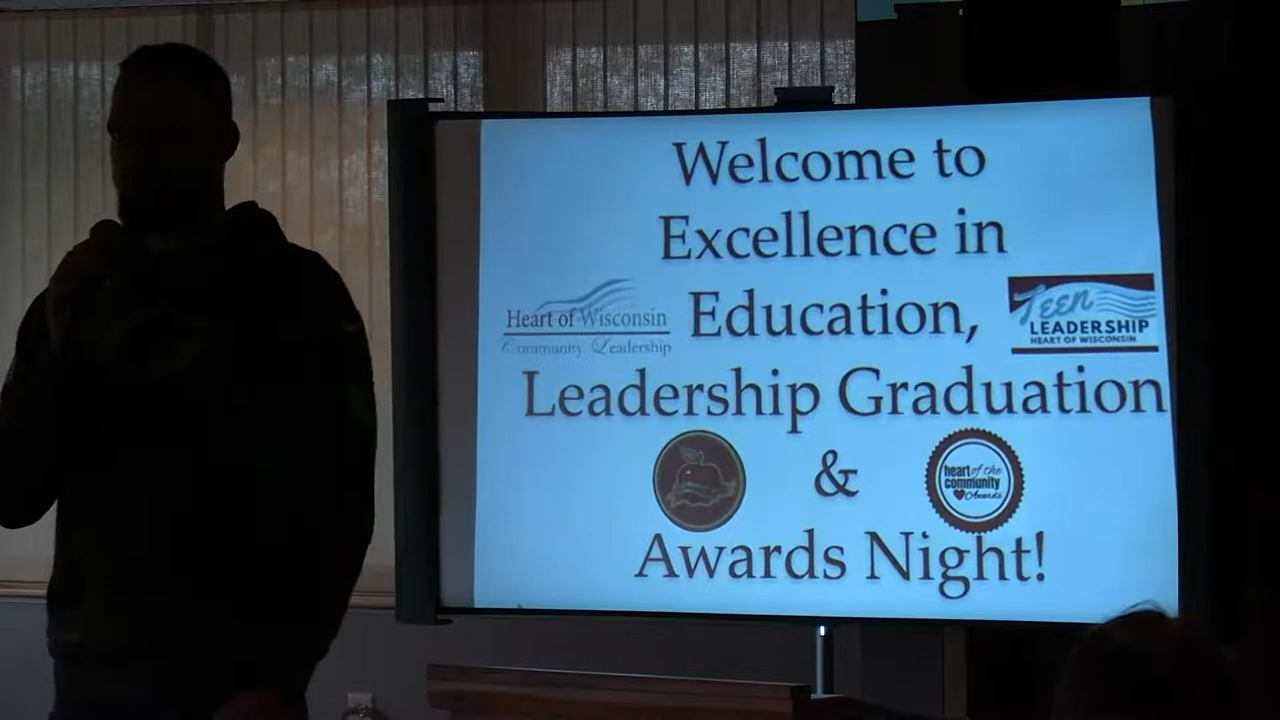 Welcome to
Excellence in
Education,
Heart of Wisconsin
Community Leadership
Teen
LEADERSHIP
HEART OF WISCONSIN
Leadership Graduation
&
heart of the
community
Awards
Awards Night!